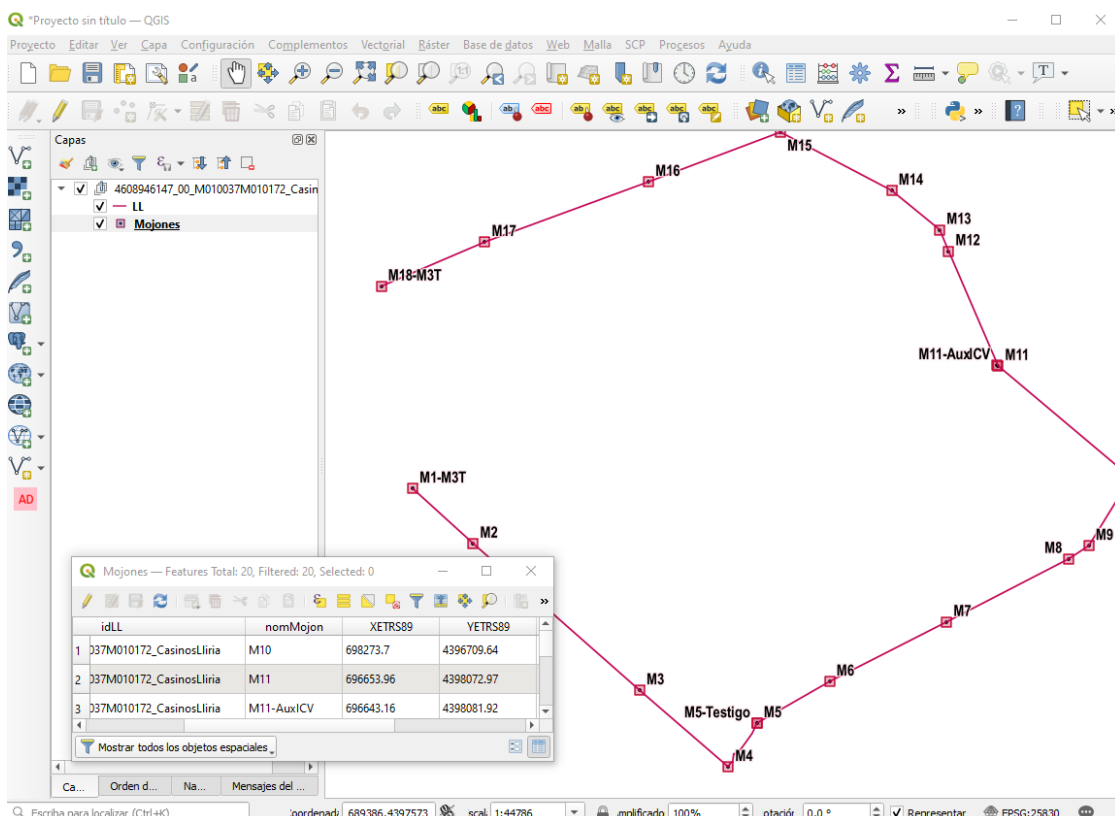 *Proyecto sin título — QGIS
Proyecto Editar Ver Capa Configuración Complementos Vectorial Ráster Base de datos Web Malla SCP Procesos Ayuda
Capas
4608946147_00_M010037M010172_Casin
LL
Mojones
AD
M15
M16
M14
M17
M13
M12
M18-M3T
M11-AuxICV M11
M1-M3T
M2
M9
M8
M7
M3
M6
M5-Testigo M5
M4
Mojones — Features Total: 20, Filtered: 20, Selected: 0
idLL nomMojon XETRS89 YETRS89
1 037M010172_CasinosLliria M10 698273.7 4396709.64
2 037M010172_CasinosLliria M11 696653.96 4398072.97
3 037M010172_CasinosLliria M11-AuxICV 696643.16 4398081.92
Mostrar todos los objetos espaciales
Ca... Orden d... Na... Mensajes del ...
Escriba para localizar (Ctrl+K) 'oordenada 689386,4397573 scal 1:44786 mplificado 100% otación 0,0 ° Representar EPSG:25830